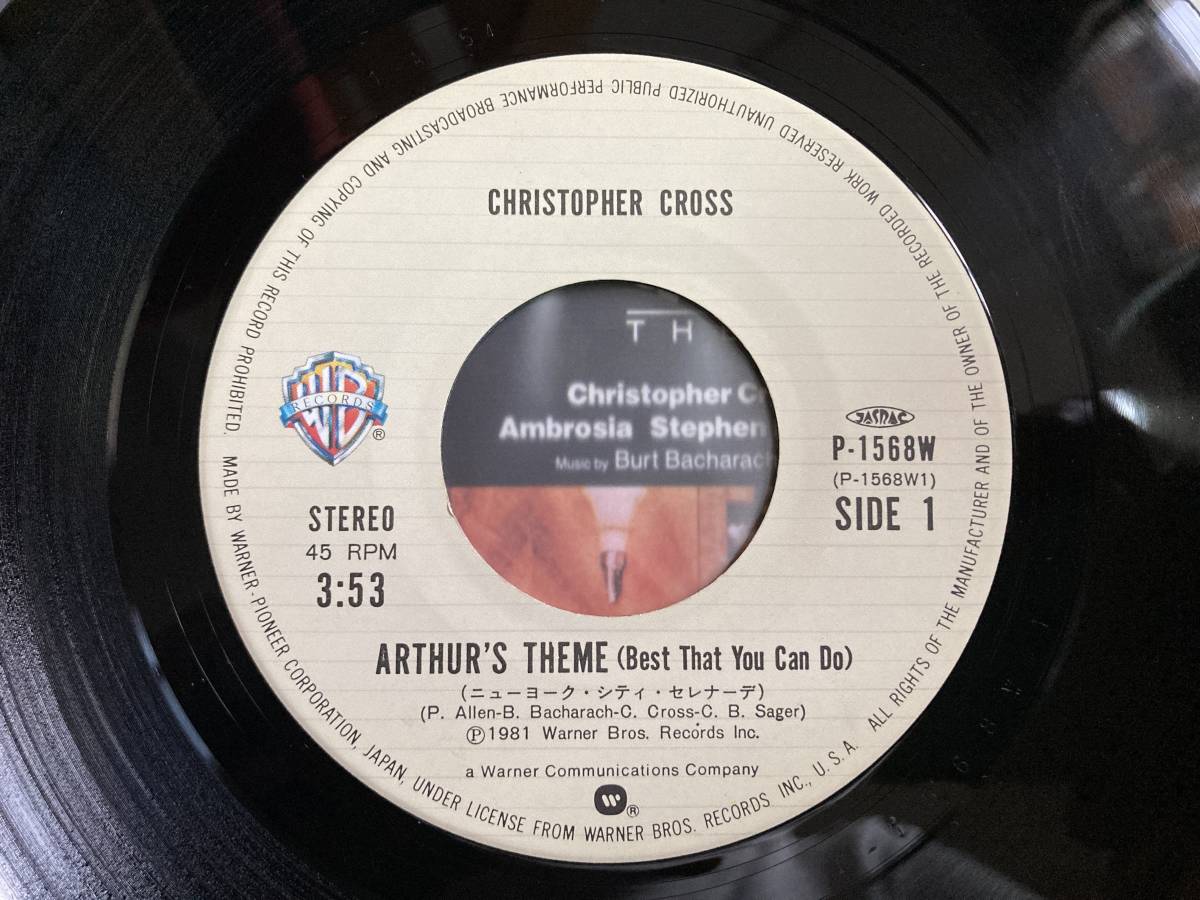 CHRISTOPHER CROSS
WB
RECORDS
®
STEREO
45 RPM
3:53
JASRAC
P-1568W
(P-1568W1)
SIDE 1
T H
Christopher C
Ambrosia Stephen
Music by Burt Bacharach
ARTHUR'S THEME (Best That You Can Do)
(ニューヨーク・シティ・セレナーデ)
(P. Allen-B. Bacharach-C. Cross-C. B. Sager)
Ⓟ1981 Warner Bros. Records Inc.
a Warner Communications Company
®
MADE BY WARNER-PIONEER CORPORATION, JAPAN, UNDER LICENSE FROM WARNER BROS. RECORDS INC., U. S. A. ALL RIGHTS OF THE MANUFACTURER AND OF THE OWNER OF THE RECORDED WORK RESERVED UNAUTHORIZED PUBLIC PERFORMANCE BROADCASTING AND COPYING OF THIS RECORD PROHIBITED.